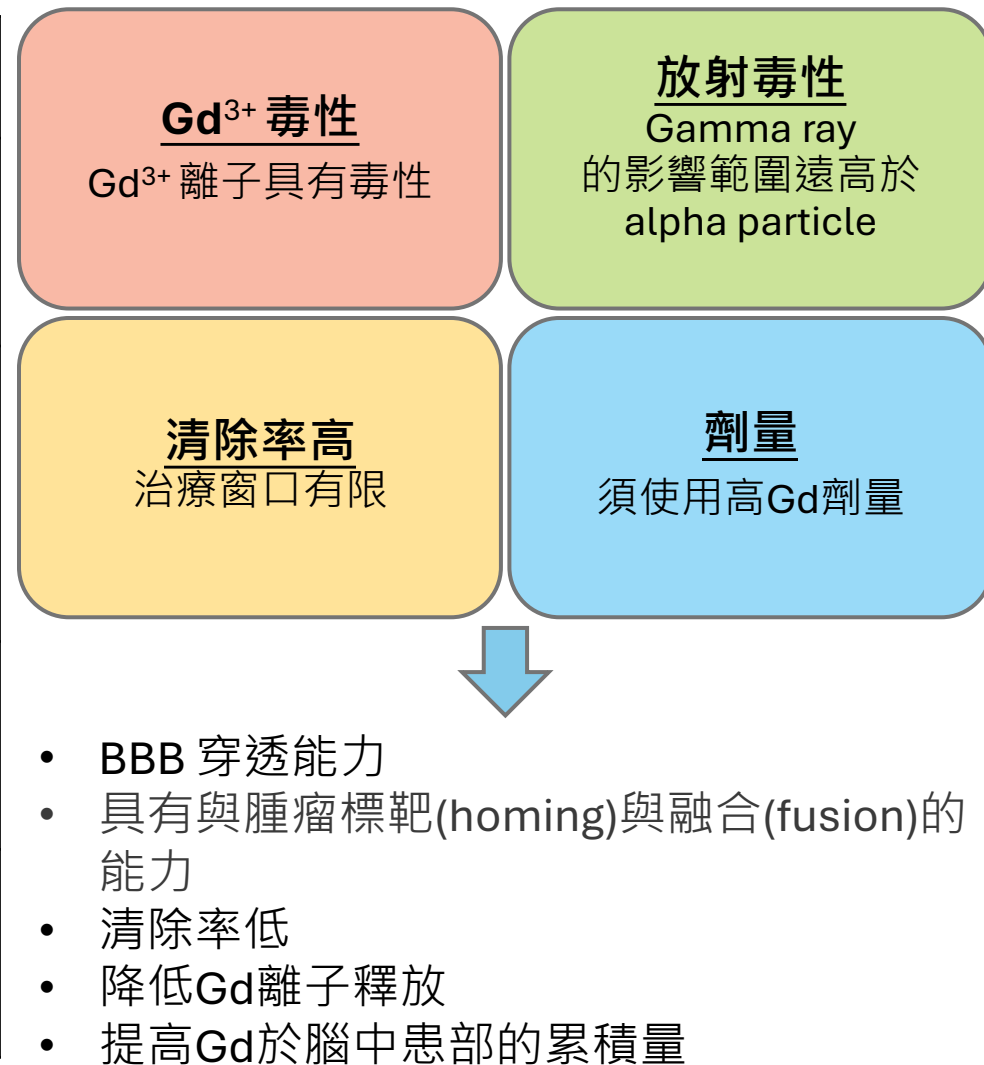 Gd³⁺ 毒性
Gd³⁺ 離子具有毒性
放射毒性
Gamma ray
的影響範圍遠高於
alpha particle
清除率高
治療窗口有限
劑量
須使用高Gd劑量
• BBB 穿透能力
• 具有與腫瘤標靶(homing)與融合(fusion)的
能力
• 清除率低
• 降低Gd離子釋放
• 提高Gd於腦中患部的累積量